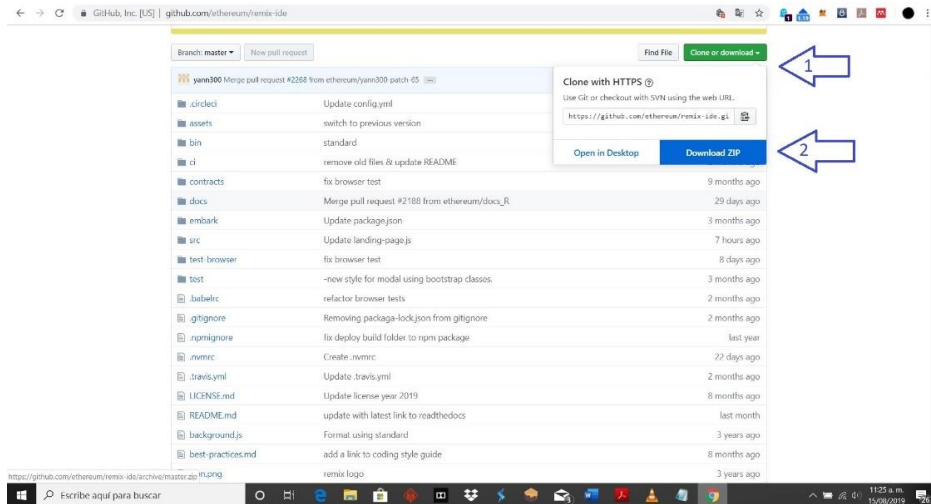 GitHub, Inc. [US] | github.com/ethereum/remix-ide
Branch: master New pull request Find File Clone or download
yann300 Merge pull request #2268 from ethereum/yann300-patch-65
Clone with HTTPS
Use Git or checkout with SVN using the web URL.
https://github.com/ethereum/remix-ide.gi
Open in Desktop Download ZIP
1
2
.circleci Update config.yml
assets switch to previous version
bin standard
ci remove old files & update README
contracts fix browser test 9 months ago
docs Merge pull request #2188 from ethereum/docs_R 29 days ago
embark Update package.json 3 months ago
src Update landing-page.js 7 hours ago
test-browser fix browser test 8 days ago
test -new style for modal using bootstrap classes. 3 months ago
.babelrc refactor browser tests 2 months ago
.gitignore Removing packaga-lock.json from gitignore 2 months ago
.npmignore fix deploy build folder to npm package last year
.nvmrc Create .nvmrc 22 days ago
.travis.yml Update .travis.yml 2 months ago
LICENSE.md Update license year 2019 8 months ago
README.md update with latest link to readthedocs last month
background.js Format using standard 3 years ago
best-practices.md add a link to coding style guide 8 months ago
https://github.com/ethereum/remix-ide/archive/master.zip n.png remix logo 3 years ago
Escribe aquí para buscar
11:25 a. m.
15/08/2019